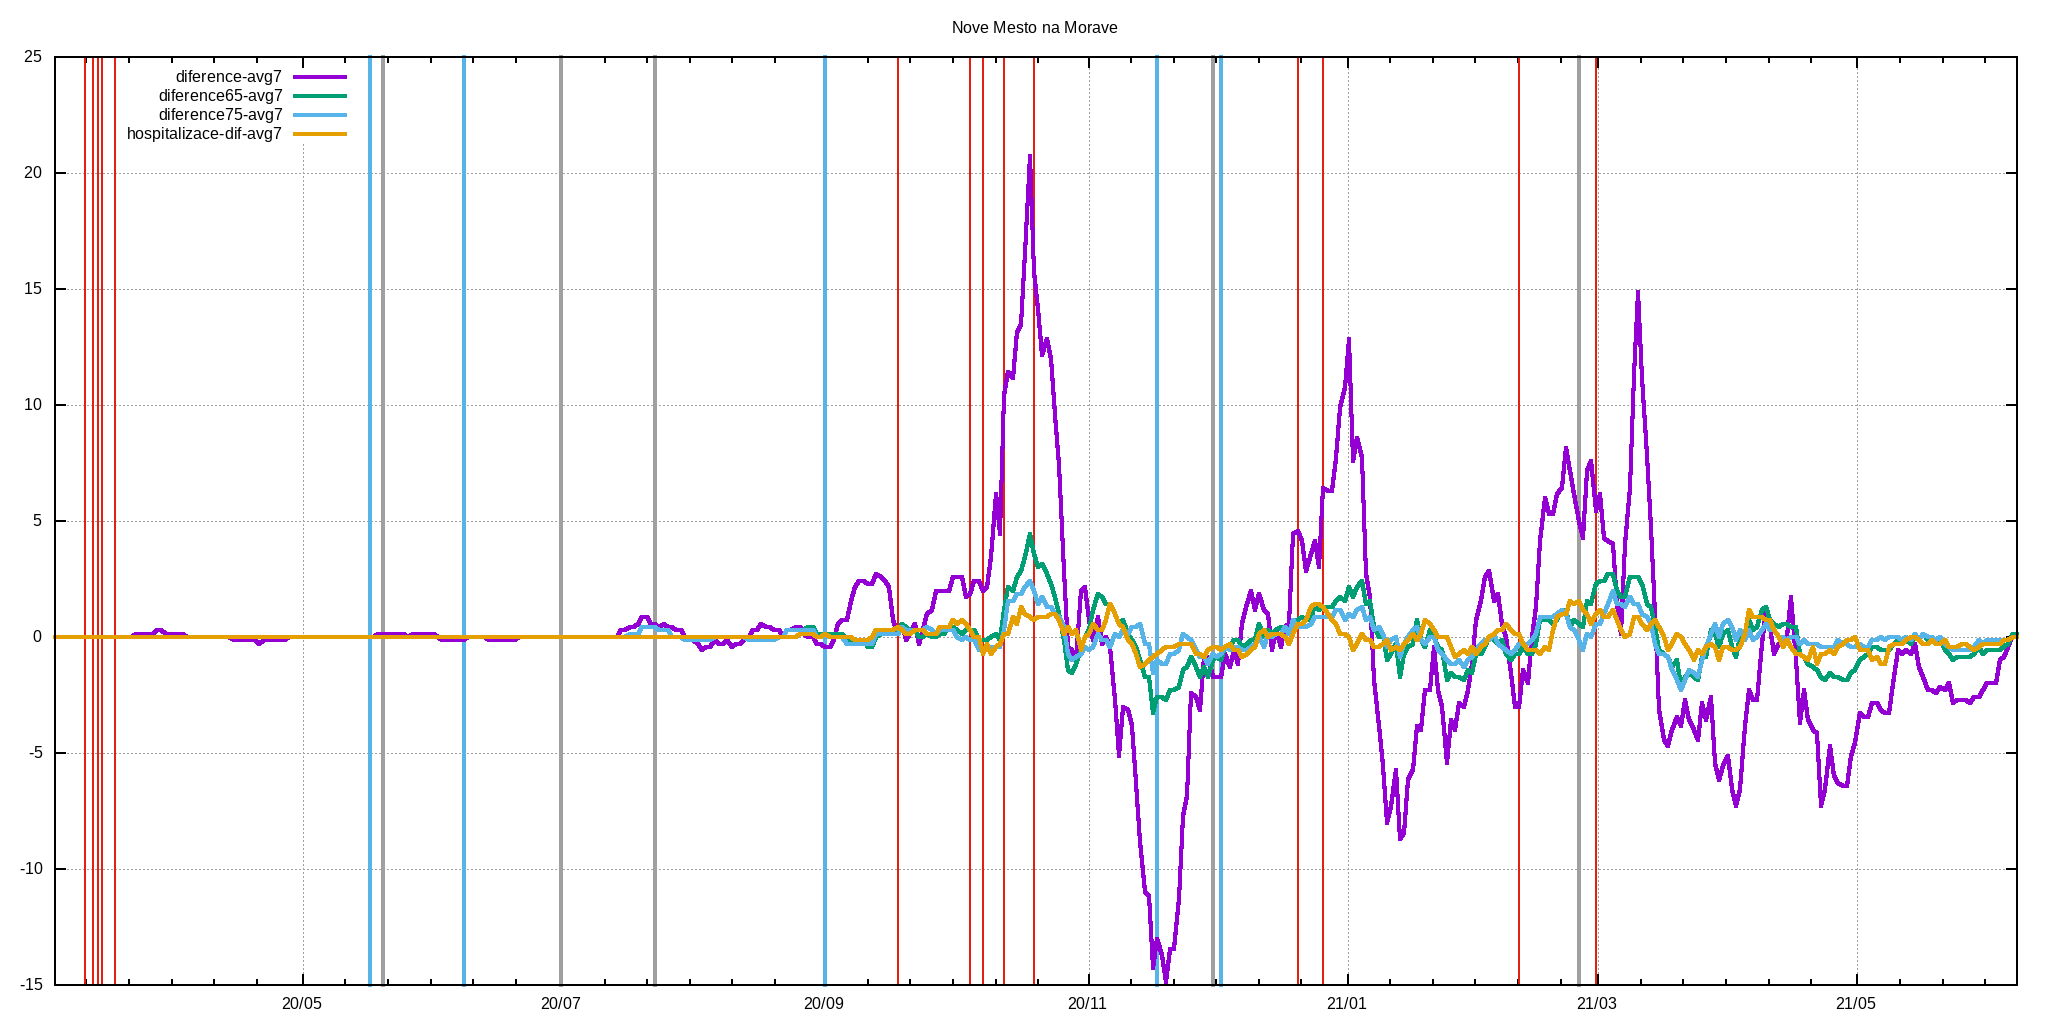 Nove Mesto na Morave
diference-avg7
diference65-avg7
diference75-avg7
hospitalizace-dif-avg7
25
20
15
10
5
0
-5
-10
-15
20/05 20/07 20/09 20/11 21/01 21/03 21/05